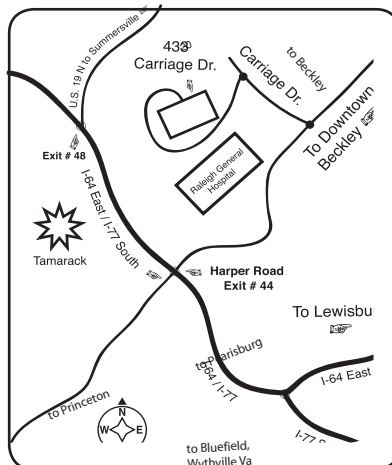 U.S. 19 N to Summersville
433
Carriage Dr.
Carriage Dr.
to Beckley
To Downtown
Beckley
Exit # 48
I-64 East / I-77 South
Raleigh General
Hospital
Tamarack
Harper Road
Exit # 44
To Lewisbu
to Pearisburg
I-64 / I-77
I-64 East
I-77 S
to Princeton
N
W
E
S
to Bluefield,
Wytheville Va